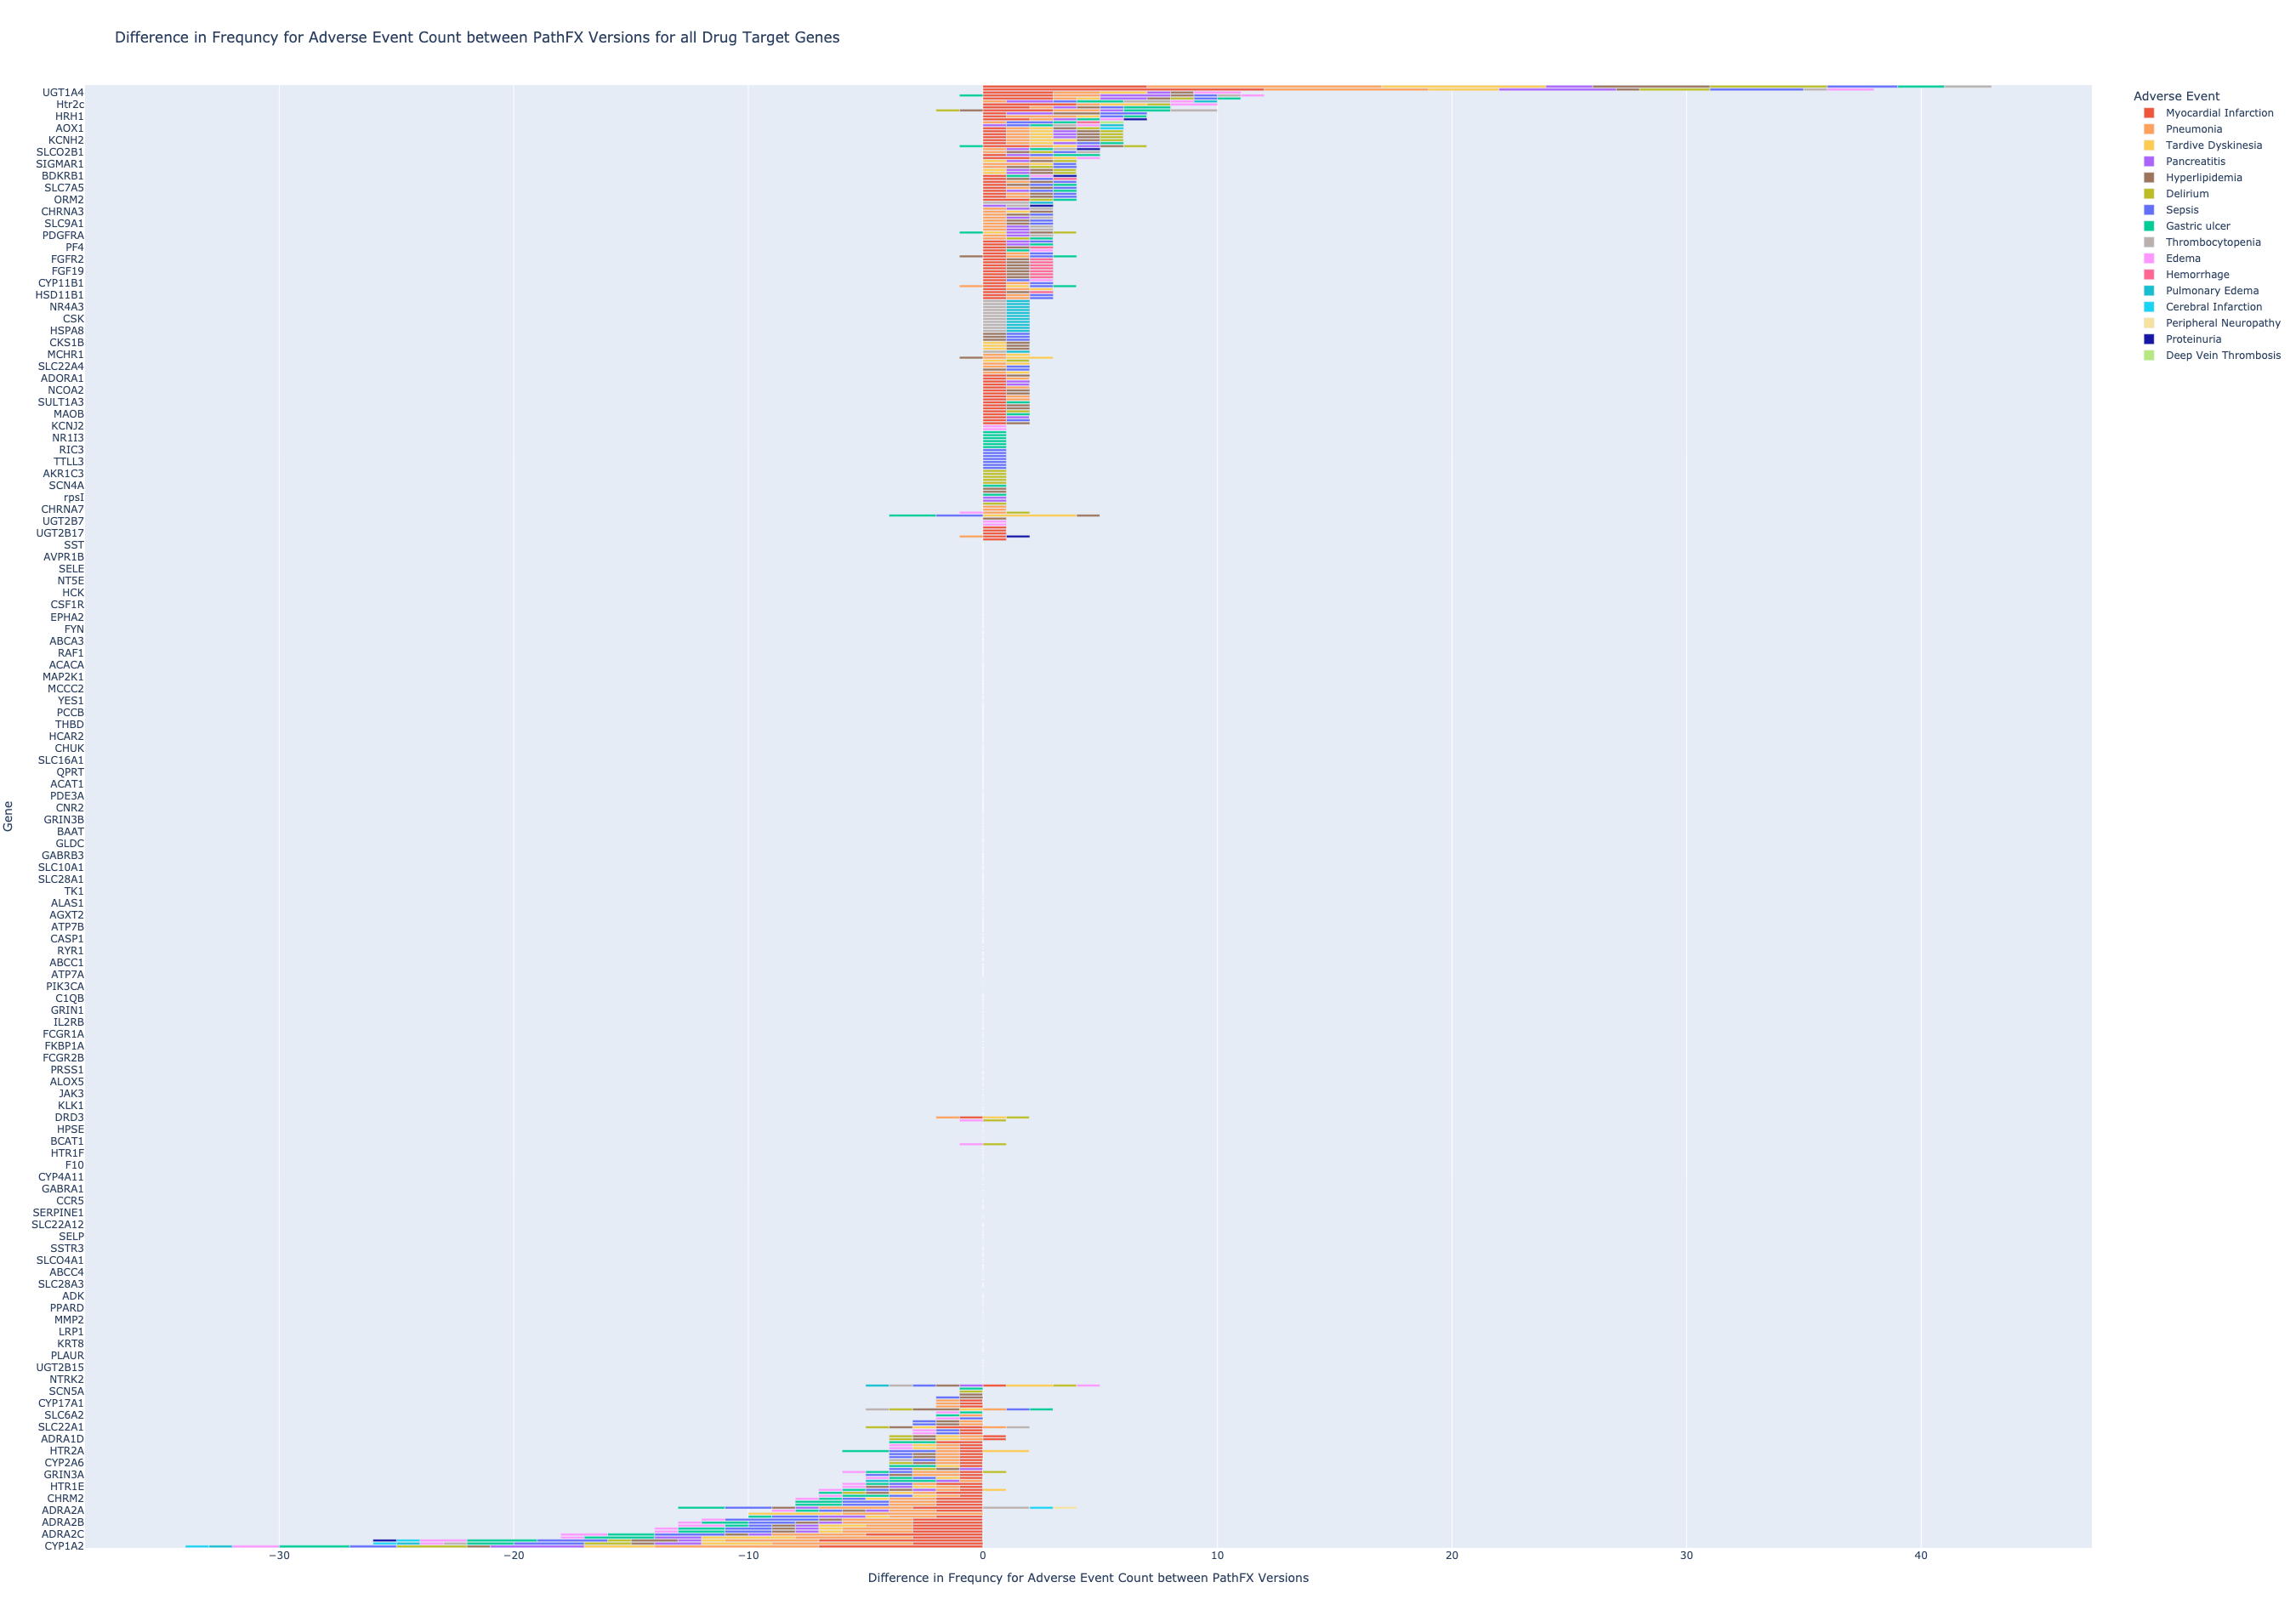 Difference in Frequncy for Adverse Event Count between PathFX Versions for all Drug Target Genes
Gene
UGT1A4
Htr2c
HRH1
AOX1
KCNH2
SLCO2B1
SIGMAR1
BDKRB1
SLC7A5
ORM2
CHRNA3
SLC9A1
PDGFRA
PF4
FGFR2
FGF19
CYP11B1
HSD11B1
NR4A3
CSK
HSPA8
CKS1B
MCHR1
SLC22A4
ADORA1
NCOA2
SULT1A3
MAOB
KCNJ2
NR1I3
RIC3
TTLL3
AKR1C3
SCN4A
rpsI
CHRNA7
UGT2B7
UGT2B17
SST
AVPR1B
SELE
NT5E
HCK
CSF1R
EPHA2
FYN
ABCA3
RAF1
ACACA
MAP2K1
MCCC2
YES1
PCCB
THBD
HCAR2
CHUK
SLC16A1
QPRT
ACAT1
PDE3A
CNR2
GRIN3B
BAAT
GLDC
GABRB3
SLC10A1
SLC28A1
TK1
ALAS1
AGXT2
ATP7B
CASP1
RYR1
ABCC1
ATP7A
PIK3CA
C1QB
GRIN1
IL2RB
FCGR1A
FKBP1A
FCGR2B
PRSS1
ALOX5
JAK3
KLK1
DRD3
HPSE
BCAT1
HTR1F
F10
CYP4A11
GABRA1
CCR5
SERPINE1
SLC22A12
SELP
SSTR3
SLCO4A1
ABCC4
SLC28A3
ADK
PPARD
MMP2
LRP1
KRT8
PLAUR
UGT2B15
NTRK2
SCN5A
CYP17A1
SLC6A2
SLC22A1
ADRA1D
HTR2A
CYP2A6
GRIN3A
HTR1E
CHRM2
ADRA2A
ADRA2B
ADRA2C
CYP1A2
−30 −20 −10 0 10 20 30 40
Difference in Frequncy for Adverse Event Count between PathFX Versions
Adverse Event
Myocardial Infarction
Pneumonia
Tardive Dyskinesia
Pancreatitis
Hyperlipidemia
Delirium
Sepsis
Gastric ulcer
Thrombocytopenia
Edema
Hemorrhage
Pulmonary Edema
Cerebral Infarction
Peripheral Neuropathy
Proteinuria
Deep Vein Thrombosis